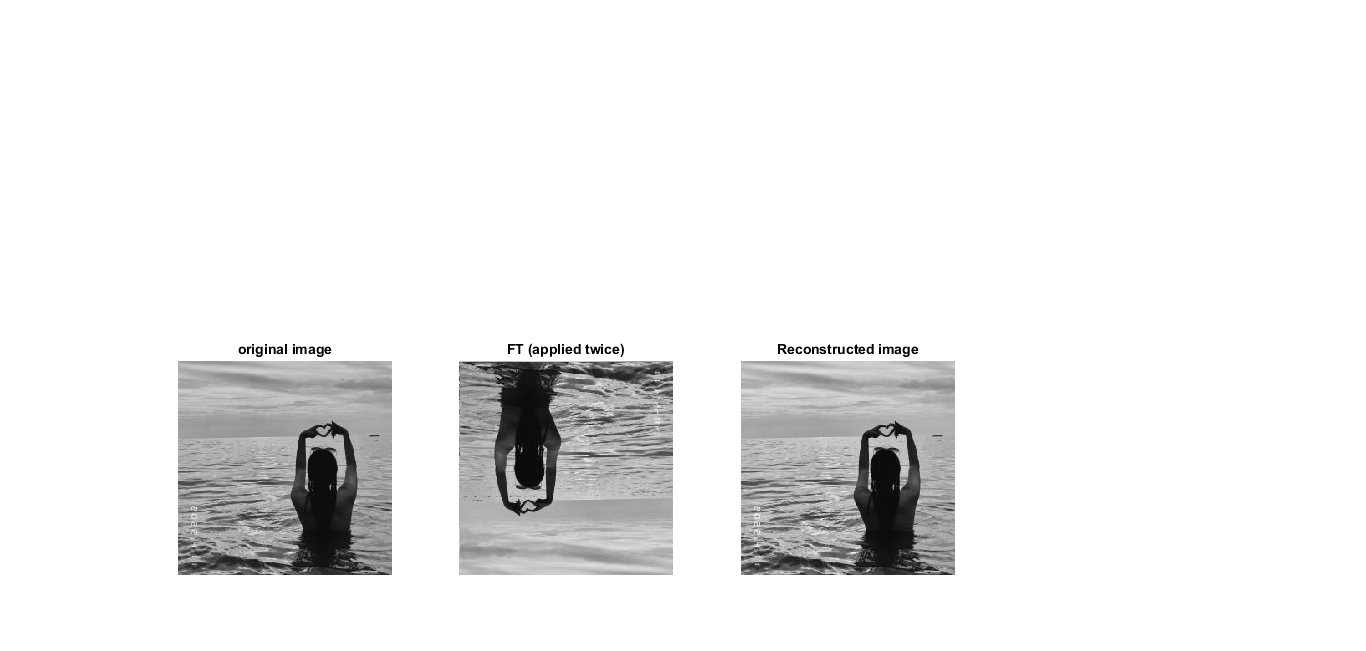 original image
FT (applied twice)
Reconstructed image